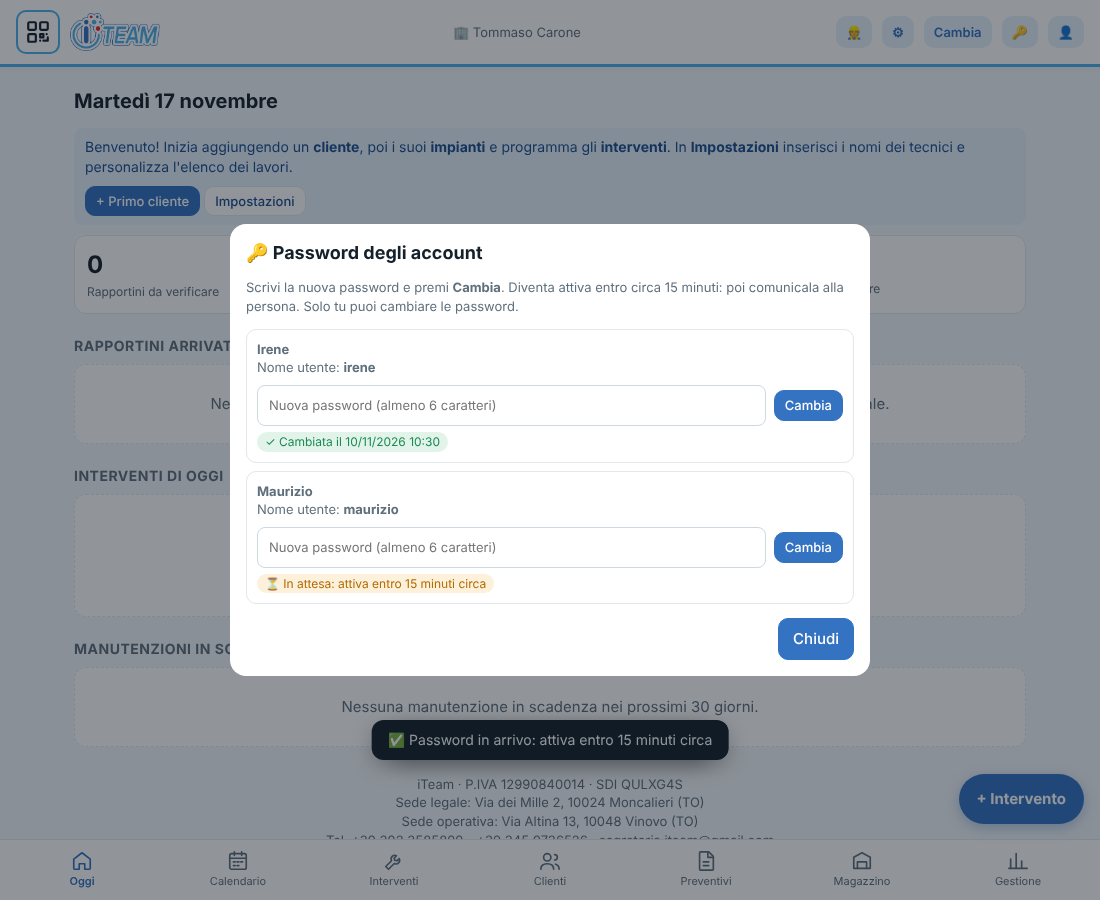 iTEAM
🏢 Tommaso Carone
Cambia
Martedì 17 novembre
Benvenuto! Inizia aggiungendo un cliente, poi i suoi impianti e programma gli interventi. In Impostazioni inserisci i nomi dei tecnici e
personalizza l'elenco dei lavori.
+ Primo cliente
Impostazioni
0
Rapportini da verificare
re
🔑 Password degli account
Scrivi la nuova password e premi Cambia. Diventa attiva entro circa 15 minuti: poi comunicala alla
persona. Solo tu puoi cambiare le password.
RAPPORTINI ARRIVAT
Ne
ale.
Irene
Nome utente: irene
Nuova password (almeno 6 caratteri)
Cambia
✓ Cambiata il 10/11/2026 10:30
INTERVENTI DI OGGI
Maurizio
Nome utente: maurizio
Nuova password (almeno 6 caratteri)
Cambia
⏳ In attesa: attiva entro 15 minuti circa
Chiudi
MANUTENZIONI IN SC
Nessuna manutenzione in scadenza nei prossimi 30 giorni.
✅ Password in arrivo: attiva entro 15 minuti circa
iTeam · P.IVA 12990840014 · SDI QULXG4S
Sede legale: Via dei Mille 2, 10024 Moncalieri (TO)
Sede operativa: Via Altina 13, 10048 Vinovo (TO)
+ Intervento
Oggi
Calendario
Interventi
Clienti
Preventivi
Magazzino
Gestione